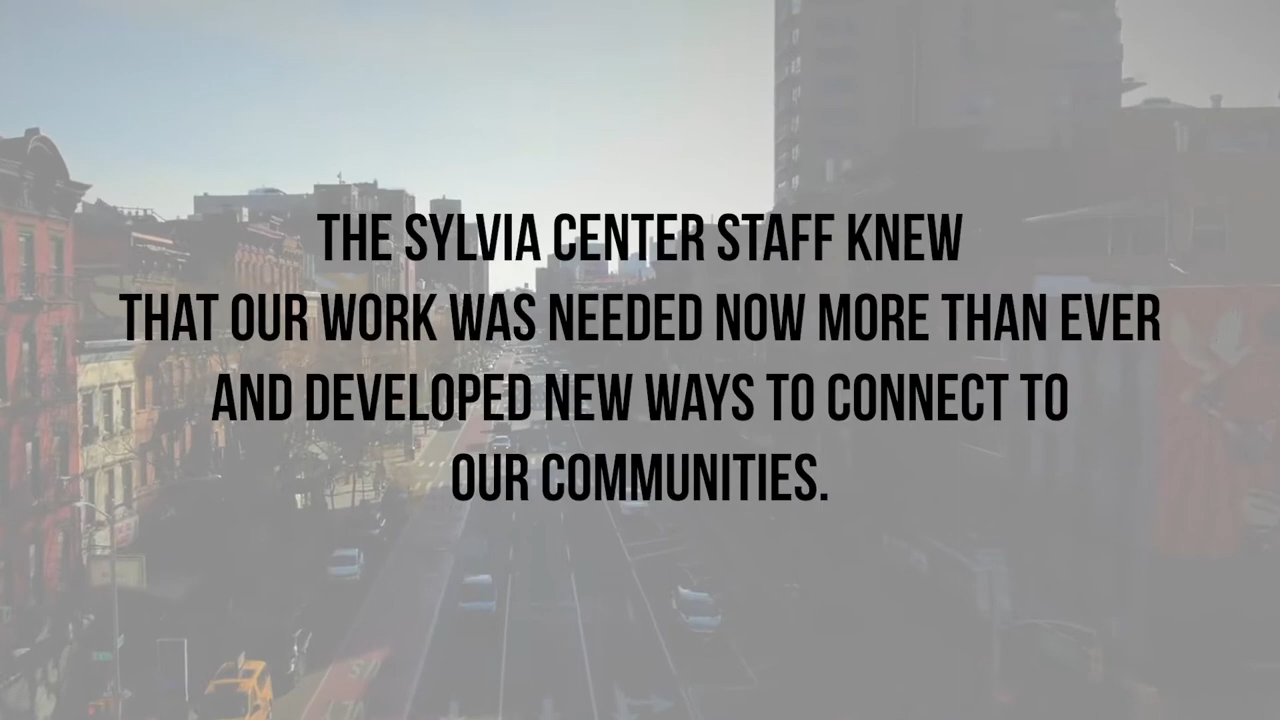 THE SYLVIA CENTER STAFF KNEW
THAT OUR WORK WAS NEEDED NOW MORE THAN EVER
AND DEVELOPED NEW WAYS TO CONNECT TO
OUR COMMUNITIES.